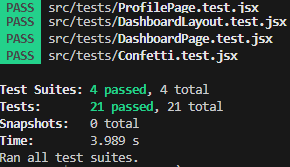 PASS src/tests/ProfilePage.test.jsx
PASS src/tests/DashboardLayout.test.jsx
PASS src/tests/DashboardPage.test.jsx
PASS src/tests/Confetti.test.jsx
Test Suites: 4 passed, 4 total
Tests: 21 passed, 21 total
Snapshots: 0 total
Time: 3.989 s
Ran all test suites.